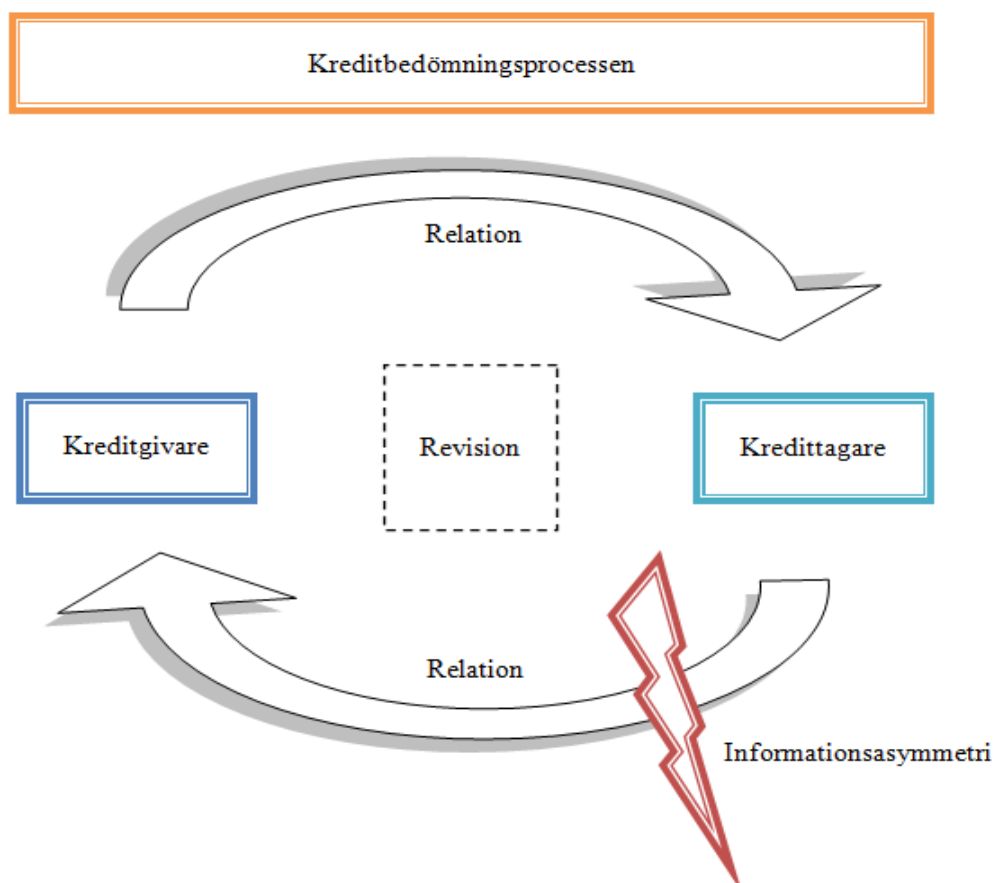 Kreditbedömningsprocessen
Relation
Kreditgivare
Revision
Kredittagare
Relation
Informationsasymmetri